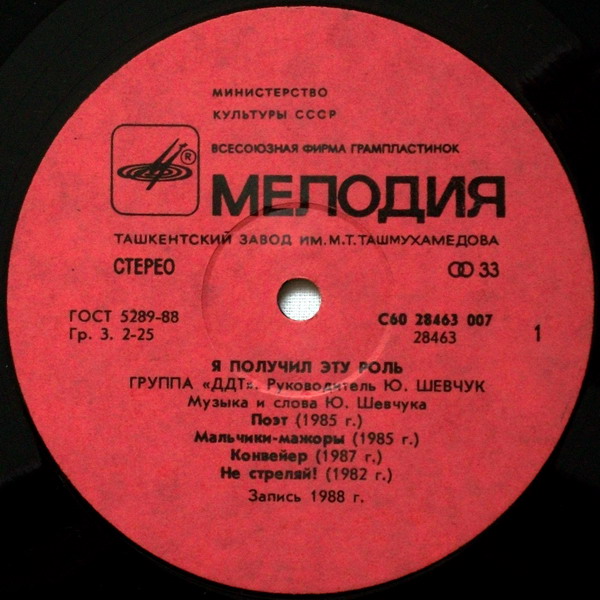 МИНИСТЕРСТВО
КУЛЬТУРЫ СССР
ВСЕСОЮЗНАЯ ФИРМА ГРАМПЛАСТИНОК
®
МЕЛОДИЯ
ТАШКЕНТСКИЙ ЗАВОД ИМ. М.Т. ТАШМУХАМЕДОВА
СТЕРЕО 33
ГОСТ 5289-88 С60 28463 007
Гр. 3. 2-25 28463 1
Я ПОЛУЧИЛ ЭТУ РОЛЬ
ГРУППА «ДДТ». Руководитель Ю. ШЕВЧУК
Музыка и слова Ю. Шевчука
Поэт (1985 г.)
Мальчики-мажоры (1985 г.)
Конвейер (1987 г.)
Не стреляй! (1982 г.)
Запись 1988 г.